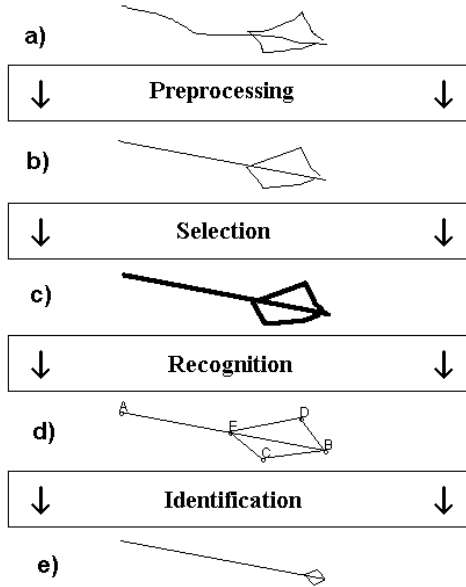 a)
↓ Preprocessing ↓
b)
↓ Selection ↓
c)
↓ Recognition ↓
A
D
E
d)
B
C
↓ Identification ↓
e)